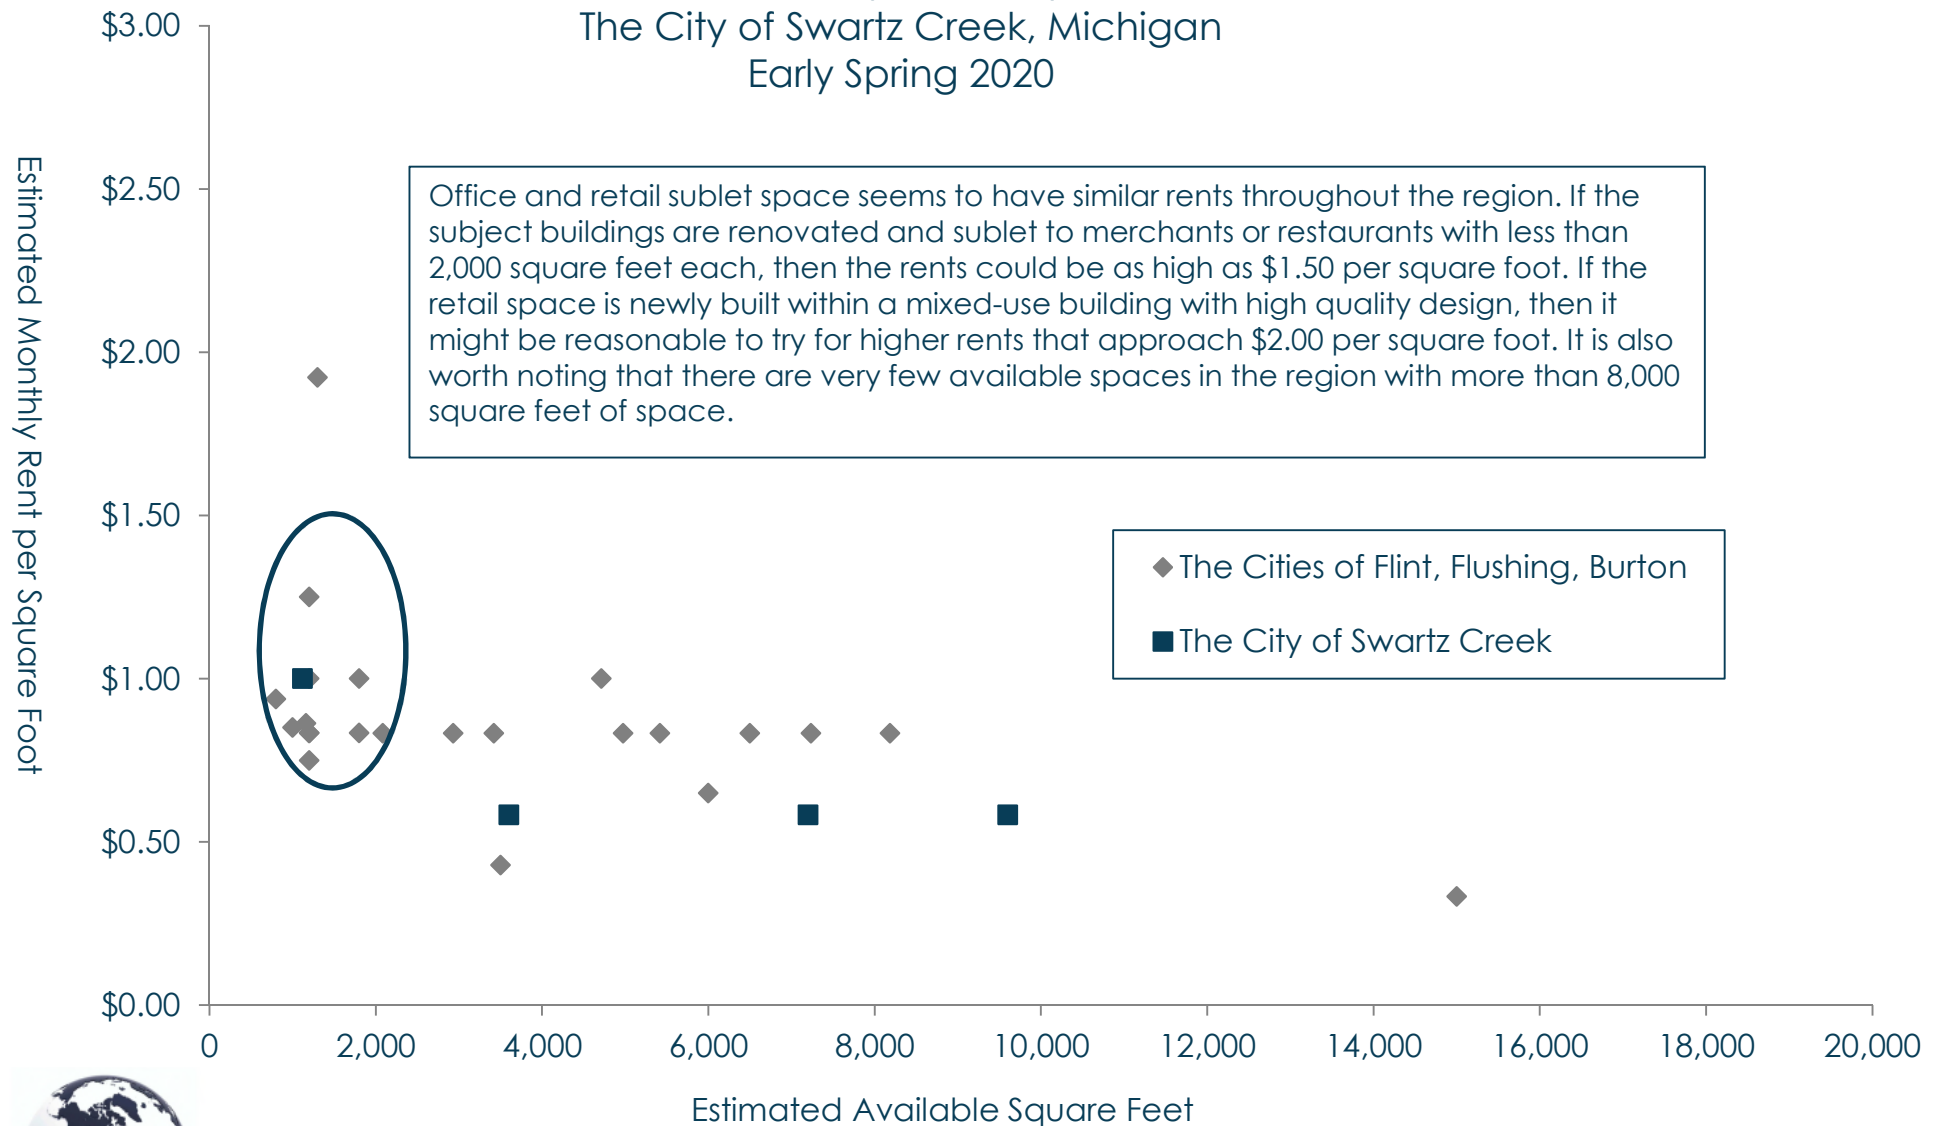 The City of Swartz Creek, Michigan
Early Spring 2020
Estimated Monthly Rent per Square Foot
$3.00
$2.50
$2.00
$1.50
$1.00
$0.50
$0.00
Office and retail sublet space seems to have similar rents throughout the region. If the
subject buildings are renovated and sublet to merchants or restaurants with less than
2,000 square feet each, then the rents could be as high as $1.50 per square foot. If the
retail space is newly built within a mixed-use building with high quality design, then it
might be reasonable to try for higher rents that approach $2.00 per square foot. It is also
worth noting that there are very few available spaces in the region with more than 8,000
square feet of space.
The Cities of Flint, Flushing, Burton
The City of Swartz Creek
0 2,000 4,000 6,000 8,000 10,000 12,000 14,000 16,000 18,000 20,000
Estimated Available Square Feet